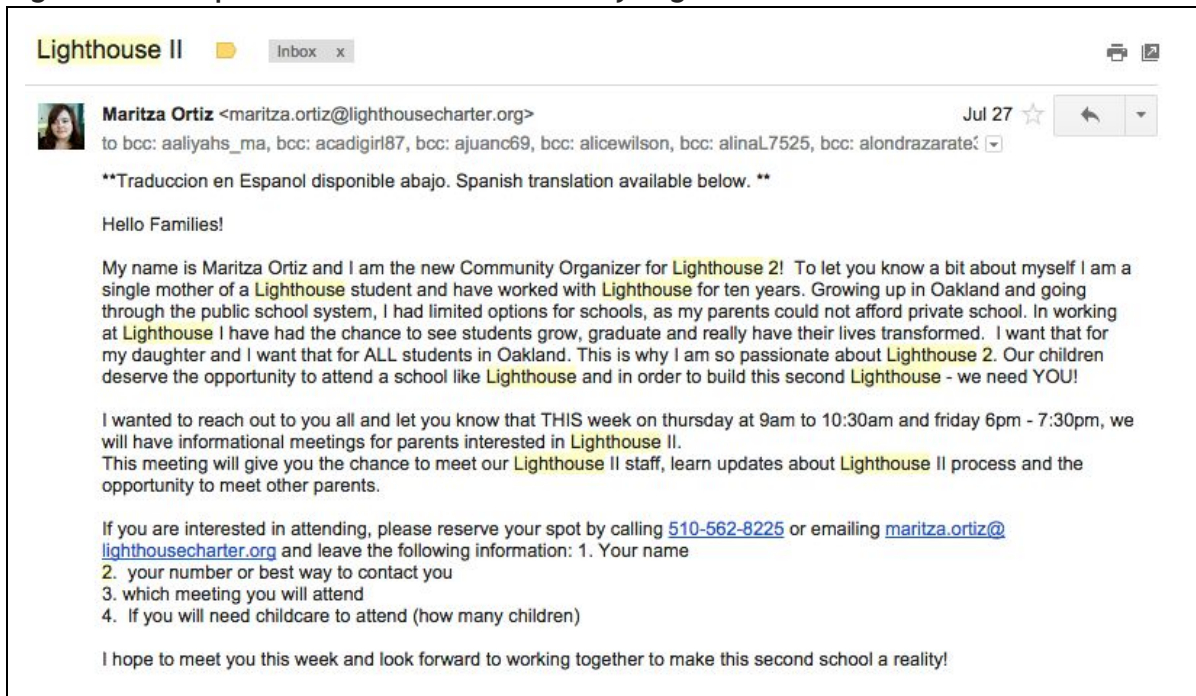 Lighthouse II Inbox x
Maritza Ortiz <maritza.ortiz@lighthousecharter.org> Jul 27
to bcc: aaliyahs_ma, bcc: acadigirl87, bcc: ajuanc69, bcc: alicewilson, bcc: alinaL7525, bcc:
**Traduccion en Espanol disponible abajo. Spanish translation available below. **
Hello Families!
My name is Maritza Ortiz and I am the new Community Organizer for Lighthouse 2! To let you know a bit about myself I am a
single mother of a Lighthouse student and have worked with Lighthouse for ten years. Growing up in Oakland and going
through the public school system, I had limited options for schools, as my parents could not afford private school. In working
at Lighthouse I have had the chance to see students grow, graduate and really have their lives transformed. I want that for
my daughter and I want that for ALL students in Oakland. This is why I am so passionate about Lighthouse 2. Our children
deserve the opportunity to attend a school like Lighthouse and in order to build this second Lighthouse - we need YOU!
I wanted to reach out to you all and let you know that THIS week on thursday at 9am to 10:30am and friday 6pm - 7:30pm, we
will have informational meetings for parents interested in Lighthouse II.
This meeting will give you the chance to meet our Lighthouse II staff, learn updates about Lighthouse II process and the
opportunity to meet other parents.
If you are interested in attending, please reserve your spot by calling 510-562-8225 or emailing maritza.ortiz@
lighthousecharter.org and leave the following information: 1. Your name
2. your number or best way to contact you
3. which meeting you will attend
4. If you will need childcare to attend (how many children)
I hope to meet you this week and look forward to working together to make this second school a reality!